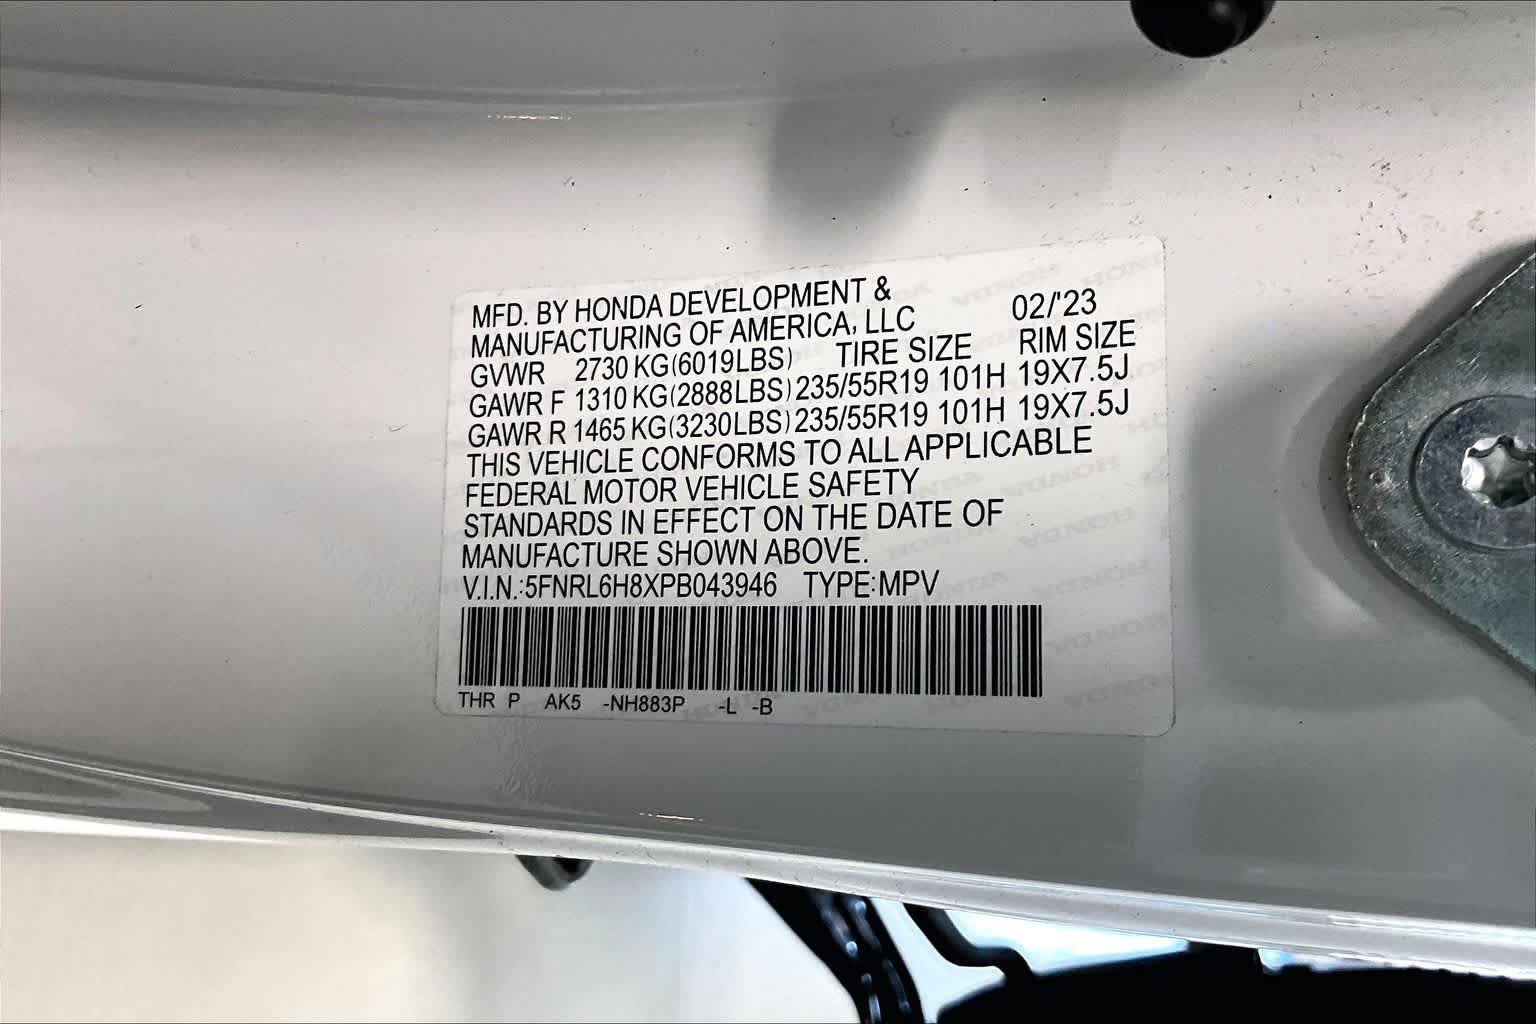 MFD. BY HONDA DEVELOPMENT &
MANUFACTURING OF AMERICA, LLC 02/'23
GVWR 2730 KG(6019LBS) TIRE SIZE RIM SIZE
GAWR F 1310 KG(2888LBS) 235/55R19 101H 19X7.5J
GAWR R 1465 KG(3230LBS) 235/55R19 101H 19X7.5J
THIS VEHICLE CONFORMS TO ALL APPLICABLE
FEDERAL MOTOR VEHICLE SAFETY
STANDARDS IN EFFECT ON THE DATE OF
MANUFACTURE SHOWN ABOVE.
V.I.N.:5FNRL6H8XPB043946 TYPE:MPV
THR P AK5 -NH883P -L -B